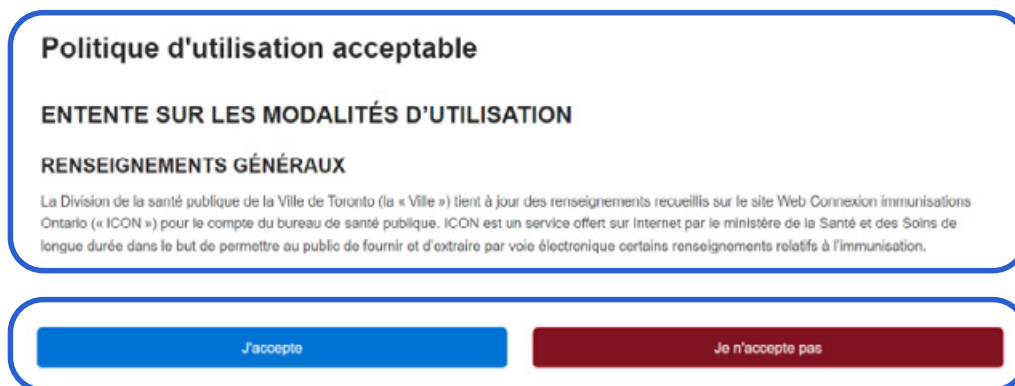 Politique d'utilisation acceptable
ENTENTE SUR LES MODALITÉS D’UTILISATION
RENSEIGNEMENTS GÉNÉRAUX
La Division de la santé publique de la Ville de Toronto (la « Ville ») tient à jour des renseignements recueillis sur le site Web Connexion immunisations
Ontario (« ICON ») pour le compte du bureau de santé publique. ICON est un service offert sur Internet par le ministère de la Santé et des Soins de
longue durée dans le but de permettre au public de fournir et d’extraire par voie électronique certains renseignements relatifs à l’immunisation.
J'accepte
Je n'accepte pas